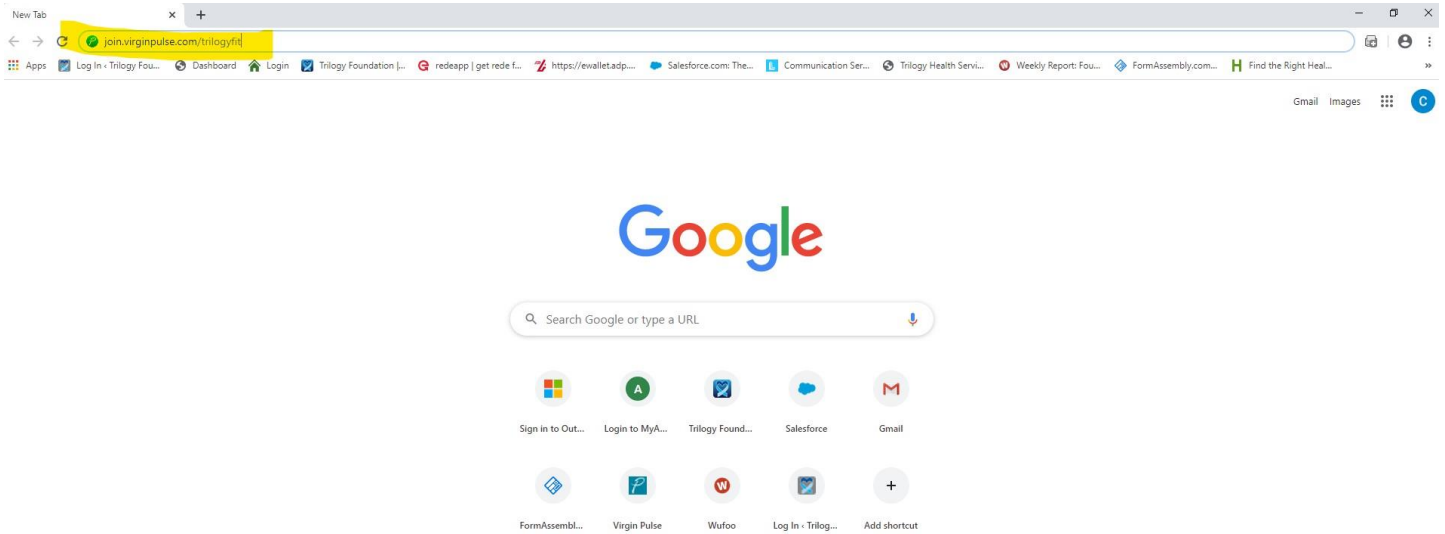 New Tab
join.virginpulse.com/trilogyfit
Apps Log In ‹ Trilogy Fou... Dashboard Login Trilogy Foundation |... redeapp | get rede f... https://ewallet.adp.... Salesforce.com: The... Communication Ser... Trilogy Health Servi... Weekly Report: Fou... FormAssembly.com... Find the Right Heal... »
Gmail Images C
Google
Search Google or type a URL
A
Sign in to Out... Login to MyA... Trilogy Found... Salesforce Gmail
FormAssembl... Virgin Pulse Wufoo Log In ‹ Trilog... Add shortcut